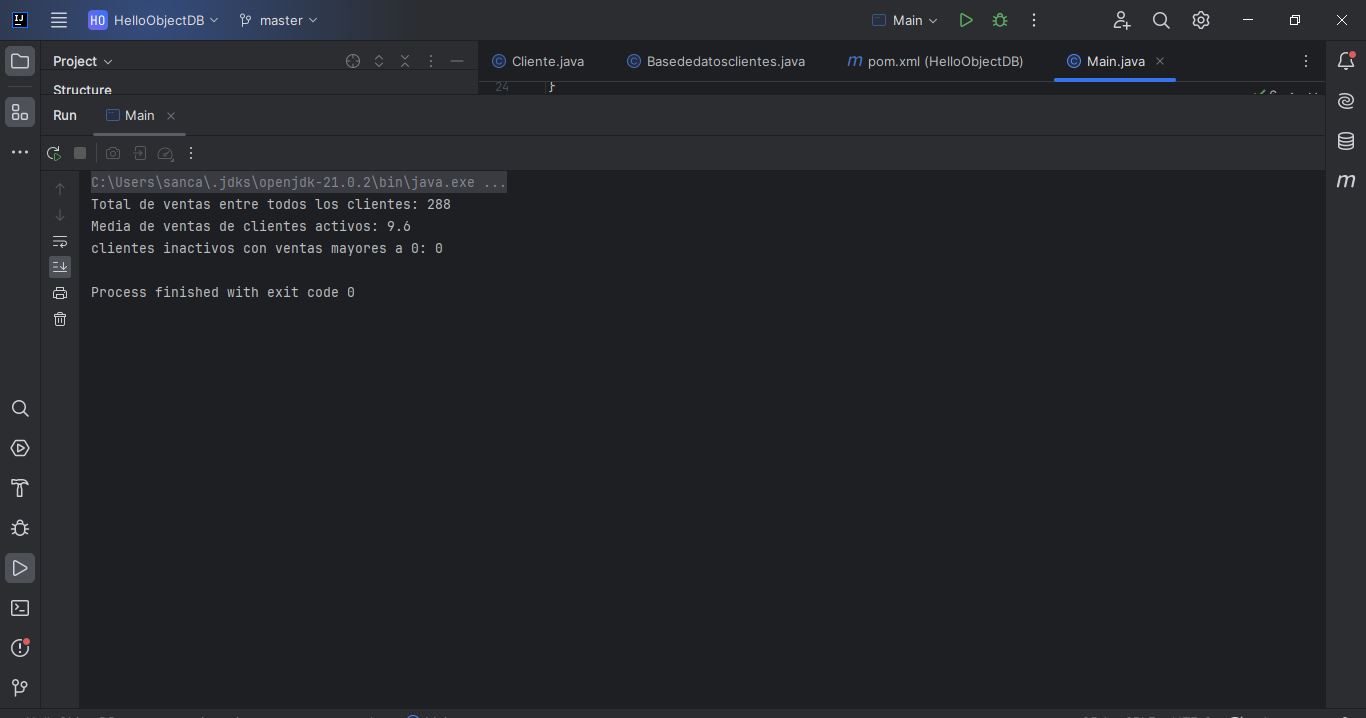 HO HelloObjectDB master Main
Project
Cliente.java Basededatosclientes.java m pom.xml (HelloObjectDB) Main.java
Structure
24 }
Run Main
C:\Users\sanca\.jdks\openjdk-21.0.2\bin\java.exe ...
Total de ventas entre todos los clientes: 288
Media de ventas de clientes activos: 9.6
clientes inactivos con ventas mayores a 0: 0
Process finished with exit code 0